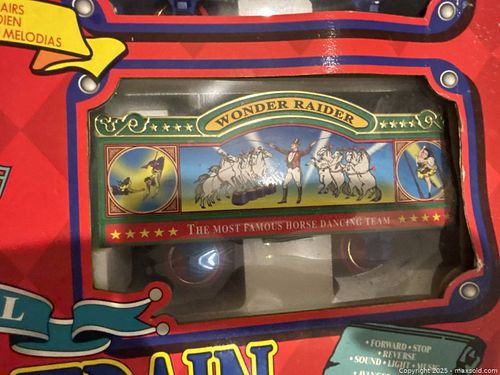 AIRS
DIEN
MELODIAS
WONDER RAIDER
THE MOST FAMOUS HORSE DANCING TEAM
L
TRAIN
• FORWARD • STOP
• REVERSE
• SOUND • LIGHT • MUSIC
Copyright 2025 - maxsold.com